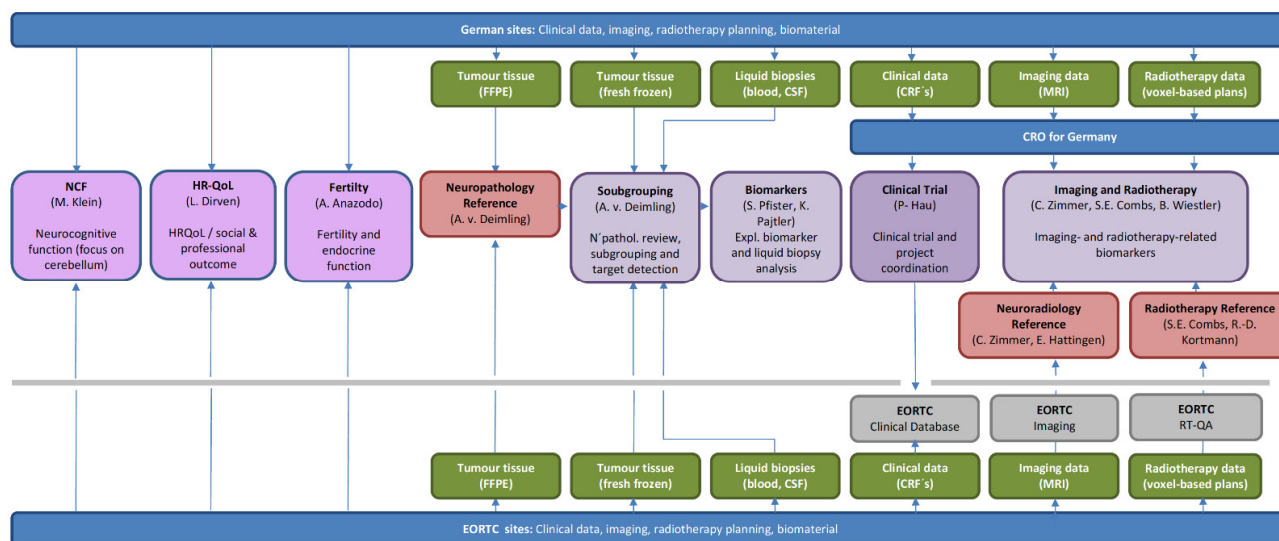 German sites: Clinical data, imaging, radiotherapy planning, biomaterial
Tumour tissue
(FFPE)
Tumour tissue
(fresh frozen)
Liquid biopsies
(blood, CSF)
Clinical data
(CRF´s)
Imaging data
(MRI)
Radiotherapy data
(voxel-based plans)
CRO for Germany
NCF
(M. Klein)
Neurocognitive
function (focus on
cerebellum)
HR-QoL
(L. Dirven)
HRQoL / social &
professional
outcome
Fertilty
(A. Anazodo)
Fertility and
endocrine
function
Neuropathology
Reference
(A. v. Deimling)
Soubgrouping
(A. v. Deimling)
N´pathol. review,
subgrouping and
target detection
Biomarkers
(S. Pfister, K.
Pajtler)
Expl. biomarker
and liquid biopsy
analysis
Clinical Trial
(P- Hau)
Clinical trial and
project
coordination
Imaging and Radiotherapy
(C. Zimmer, S.E. Combs, B. Wiestler)
Imaging- and radiotherapy-related
biomarkers
Neuroradiology
Reference
(C. Zimmer, E. Hattingen)
Radiotherapy Reference
(S.E. Combs, R.-D.
Kortmann)
EORTC
Clinical Database
EORTC
Imaging
EORTC
RT-QA
Tumour tissue
(FFPE)
Tumour tissue
(fresh frozen)
Liquid biopsies
(blood, CSF)
Clinical data
(CRF´s)
Imaging data
(MRI)
Radiotherapy data
(voxel-based plans)
EORTC sites: Clinical data, imaging, radiotherapy planning, biomaterial